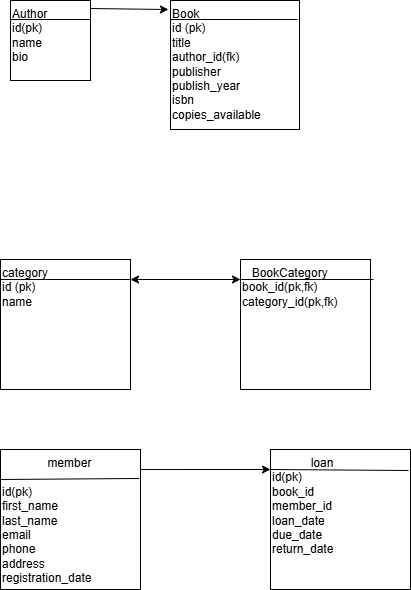 Author
id(pk)
name
bio
Book
id (pk)
title
author_id(fk)
publisher
publish_year
isbn
copies_available
category
id (pk)
name
BookCategory
book_id(pk,fk)
category_id(pk,fk)
member
id(pk)
first_name
last_name
email
phone
address
registration_date
loan
id(pk)
book_id
member_id
loan_date
due_date
return_date